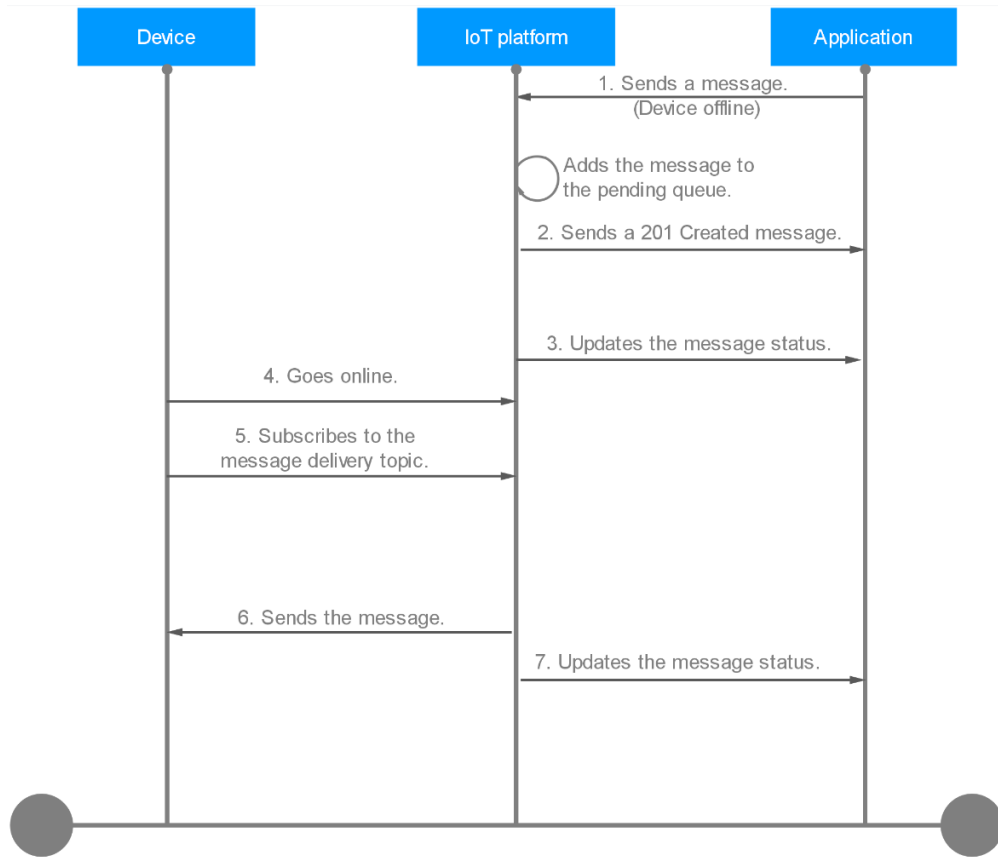 Device
IoT platform
Application
1. Sends a message.
(Device offline)
Adds the message to
the pending queue.
2. Sends a 201 Created message.
3. Updates the message status.
4. Goes online.
5. Subscribes to the
message delivery topic.
6. Sends the message.
7. Updates the message status.